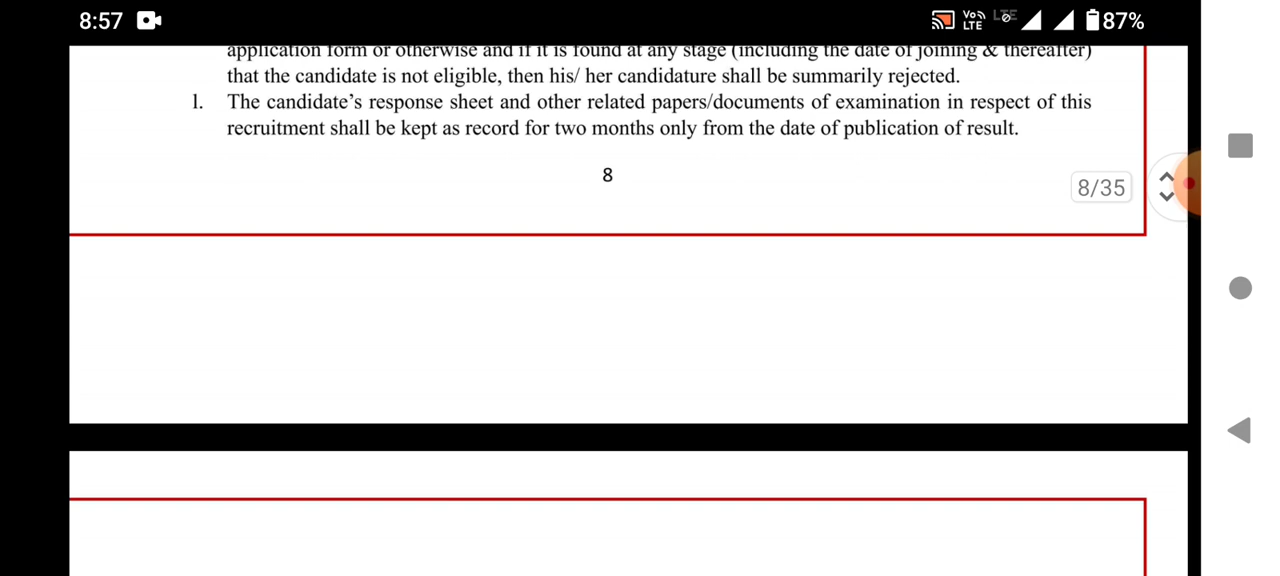 8:57
Vo LTE LTE 87%
application form or otherwise and if it is found at any stage (including the date of joining & thereafter)
that the candidate is not eligible, then his/ her candidature shall be summarily rejected.
l. The candidate’s response sheet and other related papers/documents of examination in respect of this
recruitment shall be kept as record for two months only from the date of publication of result.
8
8/35